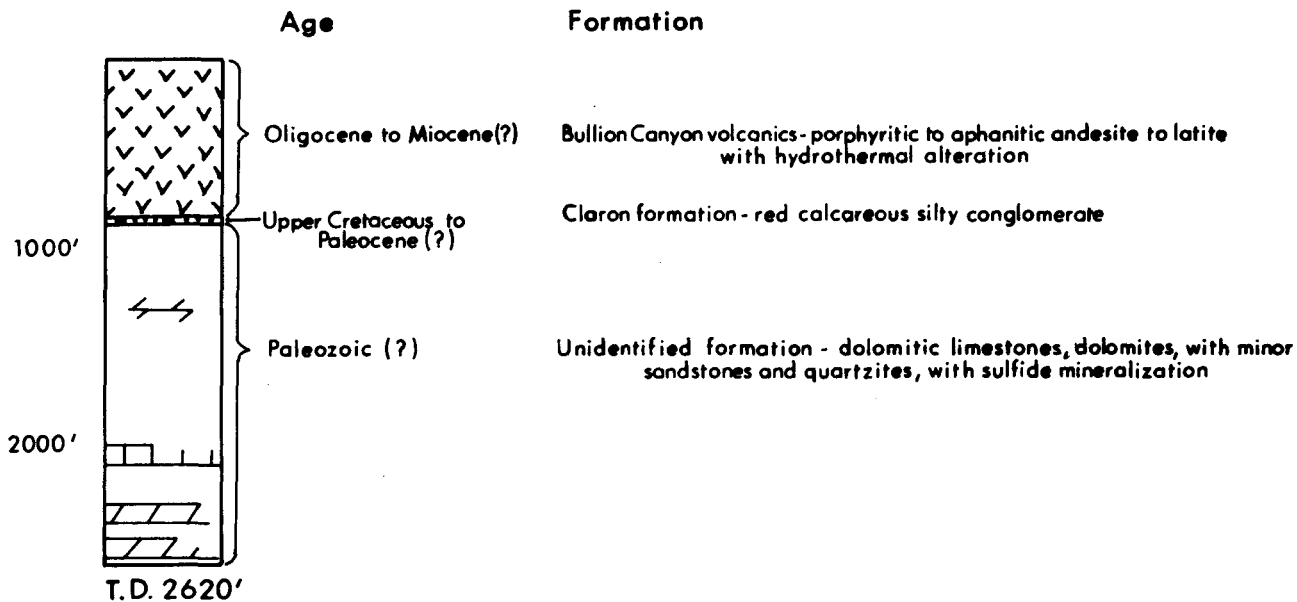 Age
Formation
Oligocene to Miocene(?)
Bullion Canyon volcanics- porphyritic to aphanitic andesite to latite
with hydrothermal alteration
Upper Cretaceous to
Paleocene (?)
Claron formation - red calcareous silty conglomerate
1000'
Paleozoic (?)
Unidentified formation - dolomitic limestones, dolomites, with minor
sandstones and quartzites, with sulfide mineralization
2000'
T.D. 2620'